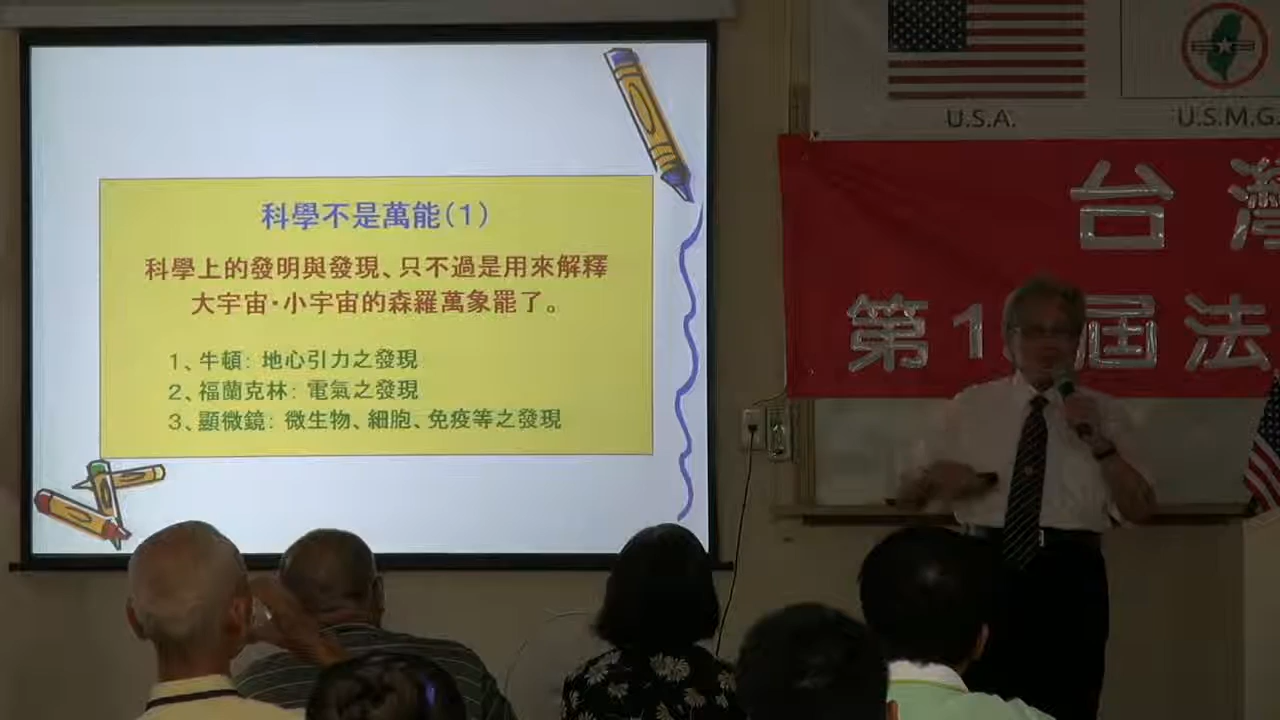 科學不是萬能(1)
科學上的發明與發現、只不過是用來解釋
大宇宙·小宇宙的森羅萬象罷了。
1、牛頓: 地心引力之發現
2、福蘭克林: 電氣之發現
3、顯微鏡: 微生物、細胞、免疫等之發現
U.S.A.
U.S.M.G.
台灣
第1 屆法